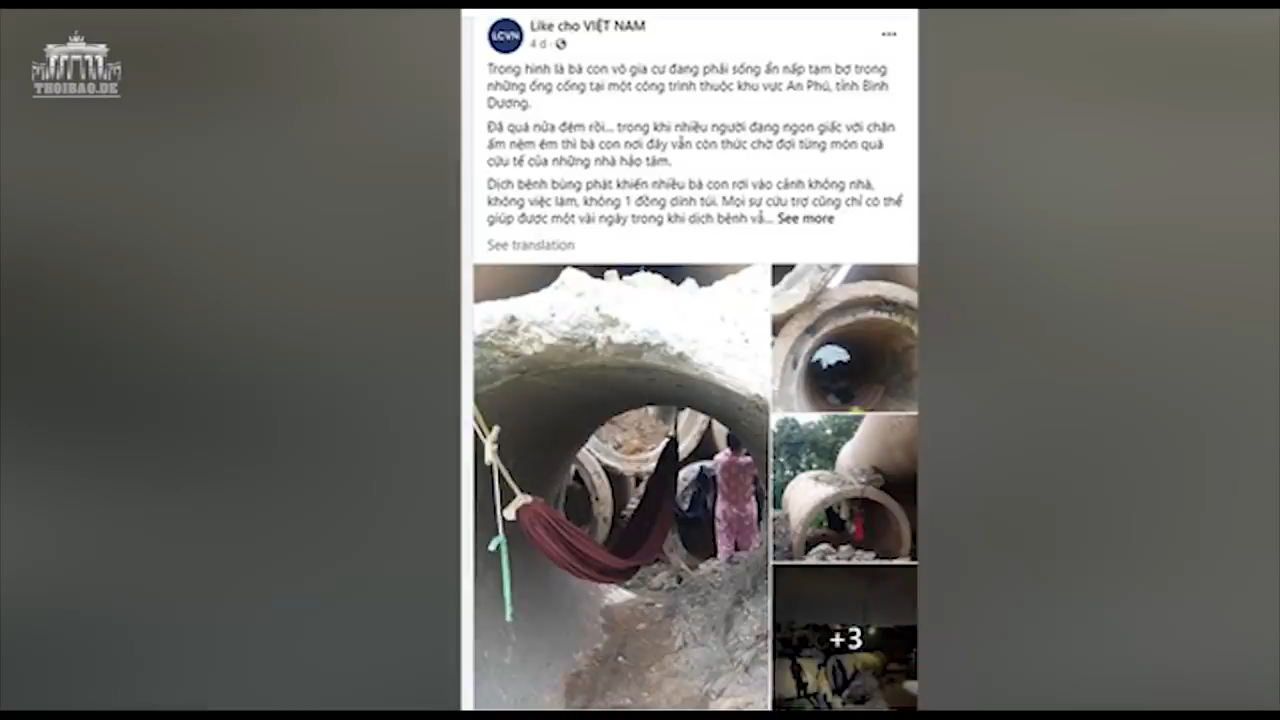 THOIBAO.DE
LCVN
Like cho VIỆT NAM
4 d
Trong hình là bà con vô gia cư đang phải sống ẩn nấp tạm bợ trong
những ống cống tại một công trình thuộc khu vực An Phú, tỉnh Bình
Dương.
Đã quá nửa đêm rồi... trong khi nhiều người đang ngon giấc với chăn
ấm nệm êm thì bà con nơi đây vẫn còn thức chờ đợi từng món quà
cứu tế của những nhà hảo tâm.
Dịch bệnh bùng phát khiến nhiều bà con rơi vào cảnh không nhà,
không việc làm, không 1 đồng dính túi. Mọi sự cứu trợ cũng chỉ có thể
giúp được một vài ngày trong khi dịch bệnh vẫ... See more
See translation
+3